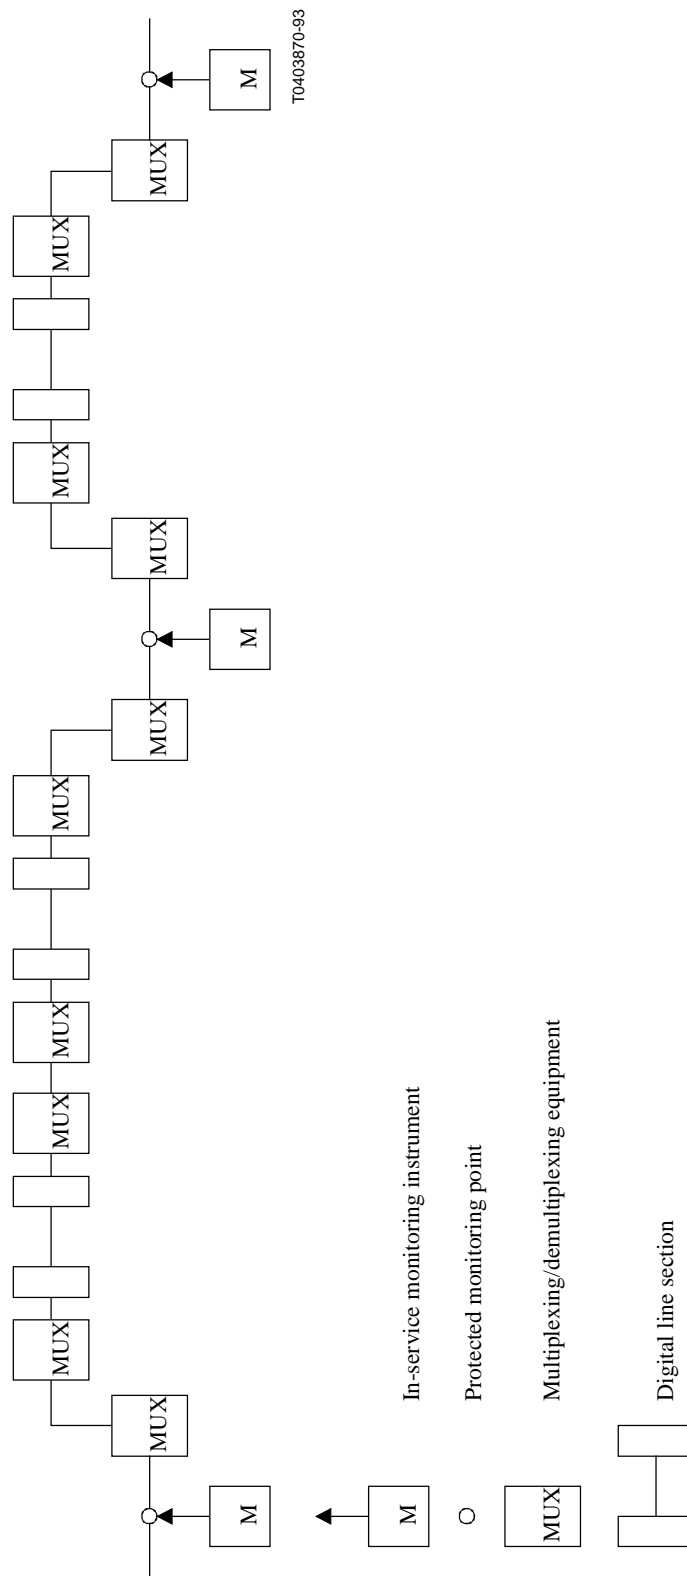 MUX
MUX
MUX
MUX
MUX
MUX
MUX
MUX
MUX
MUX
M
M
M
T0403870-93
M In-service monitoring instrument
Protected monitoring point
MUX Multiplexing/demultiplexing equipment
Digital line section